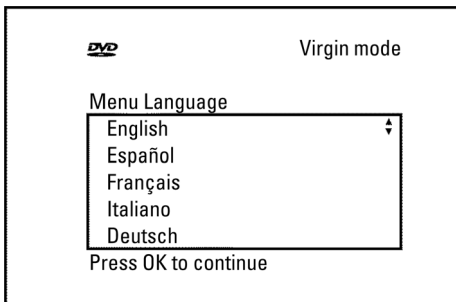 DVD
Virgin mode
Menu Language
English
Español
Français
Italiano
Deutsch
Press OK to continue